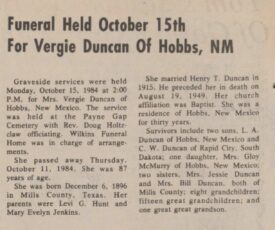 Funeral Held October 15th
For Vergie Duncan Of Hobbs, NM
Graveside services were held
Monday, October 15, 1984 at 2:00
P.M. for Mrs. Vergie Duncan of
Hobbs, New Mexico. The service
was held at the Payne Gap
Cemetery with Rev. Doug Holtz-
claw officiating. Wilkins Funeral
Home was in charge of arrange-
ments.
She passed away Thursday,
October 11, 1984. She was 87
years of age.
She was born December 6, 1896
in Mills County, Texas. Her
parents were Levi G. Hunt and
Mary Evelyn Jenkins.
She married Henry T. Duncan in
1915. He preceded her in death on
August 19, 1949. Her church
affiliation was Baptist. She was a
residence of Hobbs, New Mexico
for thirty years.
Survivors include two sons. L. A.
Duncan of Hobbs, New Mexico and
C. W. Duncan of Rapid City, South
Dakota; one daughter, Mrs. Gloy
McMurry of Hobbs, New Mexico;
two sisters, Mrs. Jessie Duncan
and Mrs. Bill Duncan, both of
Mills County; eight grandchildren;
fifteen great grandchildren; and
one great great grandson.